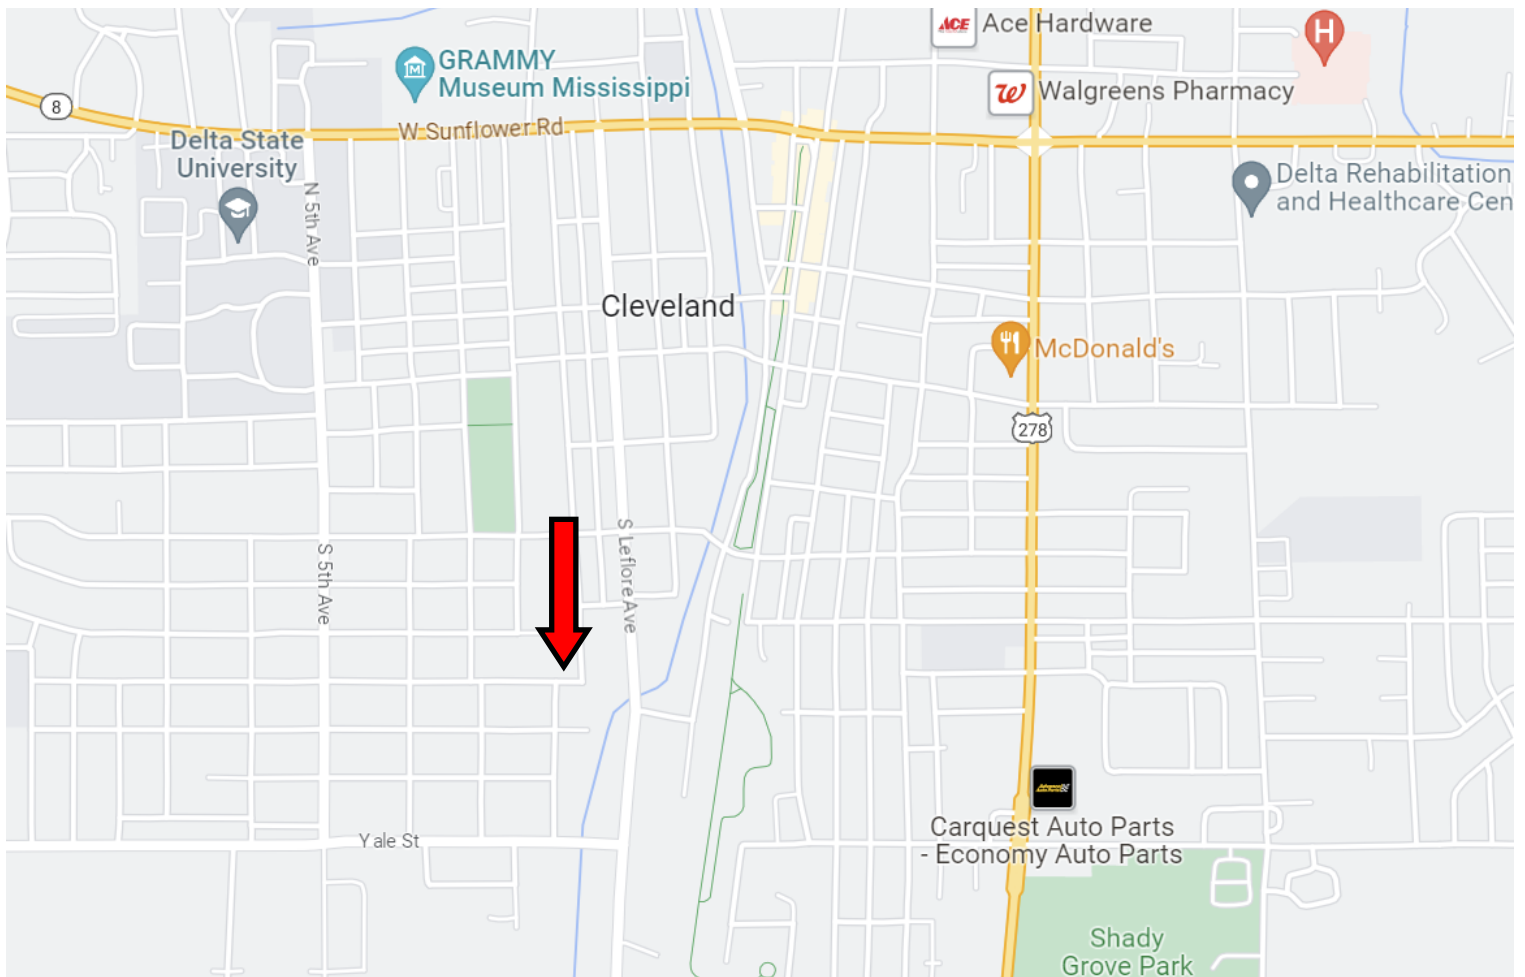 ACE
Ace Hardware
H
GRAMMY
Museum Mississippi
Walgreens Pharmacy
8
W Sunflower Rd
Delta State
University
Delta Rehabilitation
and Healthcare Cen
N 5th Ave
Cleveland
McDonald's
278
S Leflore Ave
S 5th Ave
Yale St
Carquest Auto Parts
- Economy Auto Parts
Shady
Grove Park